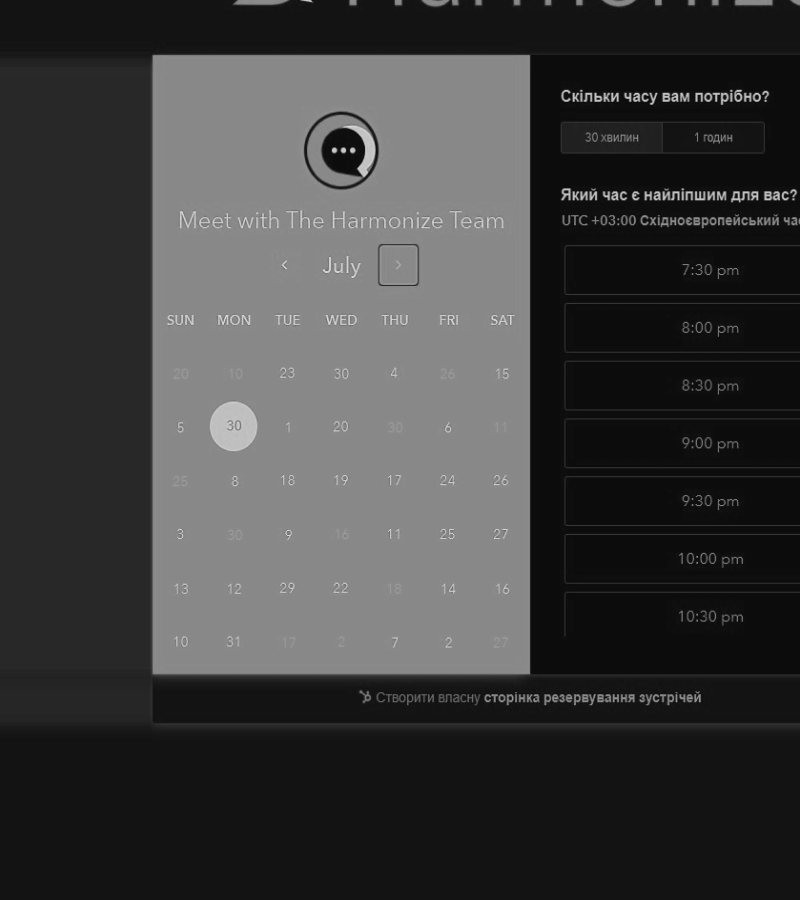 Harmonize
Meet with The Harmonize Team
July
SUN MON TUE WED THU FRI SAT
20 10 23 30 4 26 15
5 30 1 20 30 6 11
25 8 18 19 17 24 26
3 30 9 16 11 25 27
13 12 29 22 18 14 16
10 31 17 2 7 2 27
Скільки часу вам потрібно?
30 хвилин 1 годин
Який час є найліпшим для вас?
UTC +03:00 Східноєвропейський час
7:30 pm
8:00 pm
8:30 pm
9:00 pm
9:30 pm
10:00 pm
10:30 pm
Створити власну сторінка резервування зустрічей